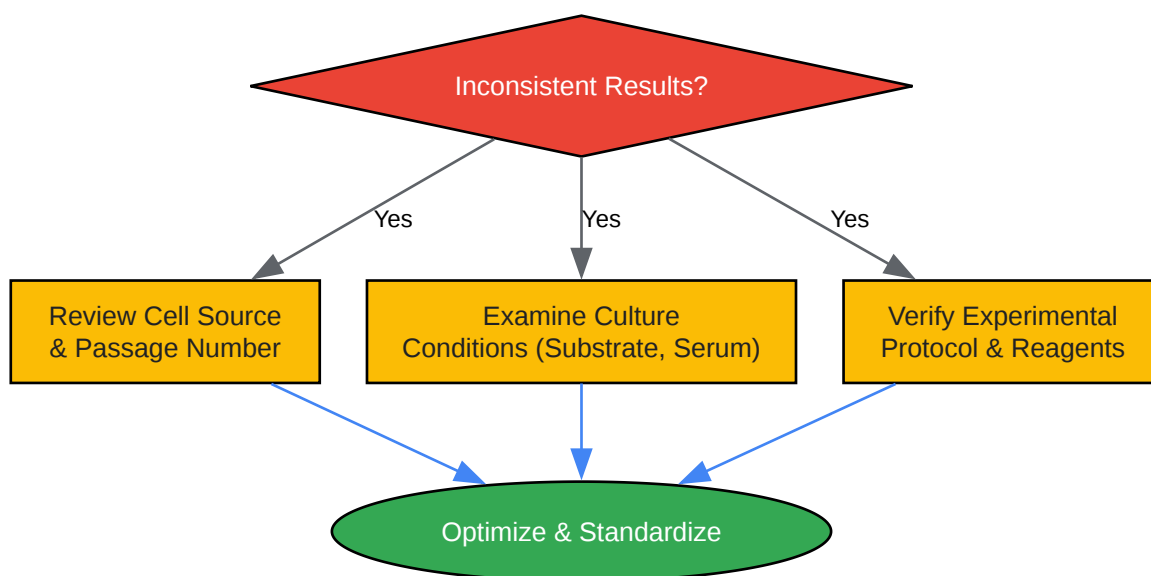 Inconsistent Results?
Yes
Yes
Yes
Review Cell Source
& Passage Number
Examine Culture
Conditions (Substrate, Serum)
Verify Experimental
Protocol & Reagents
Optimize & Standardize